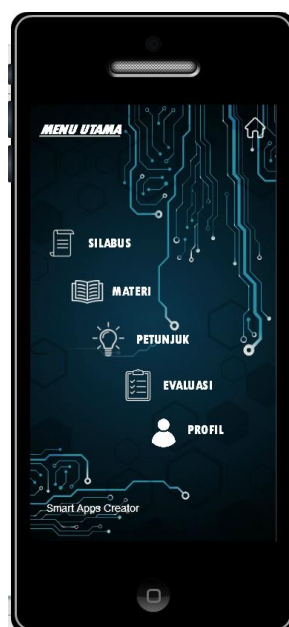 MENU UTAMA
SILABUS
MATERI
PETUNJUK
EVALUASI
PROFIL
Smart Apps Creator